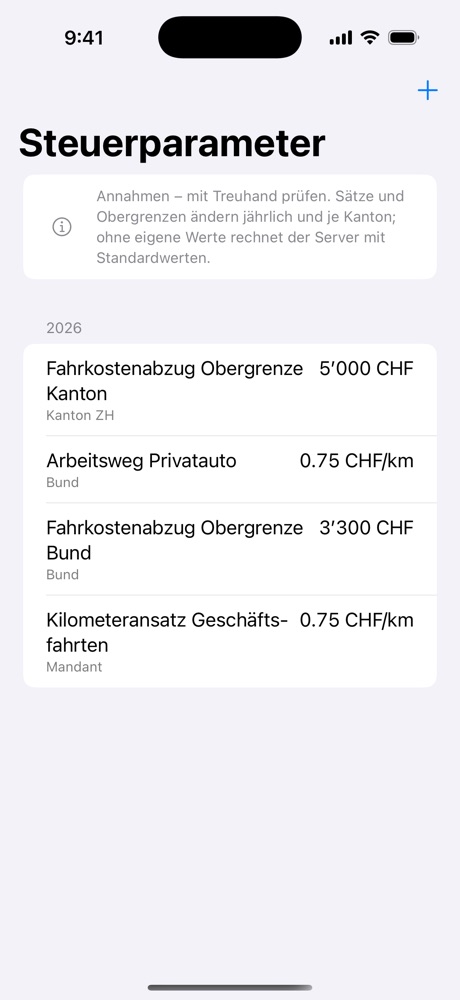 9:41
Steuerparameter
Annahmen – mit Treuhand prüfen. Sätze und
Obergrenzen ändern jährlich und je Kanton;
ohne eigene Werte rechnet der Server mit
Standardwerten.
2026
Fahrkostenabzug Obergrenze 5’000 CHF
Kanton
Kanton ZH
Arbeitsweg Privatauto 0.75 CHF/km
Bund
Fahrkostenabzug Obergrenze 3’300 CHF
Bund
Bund
Kilometeransatz Geschäfts- 0.75 CHF/km
fahrten
Mandant